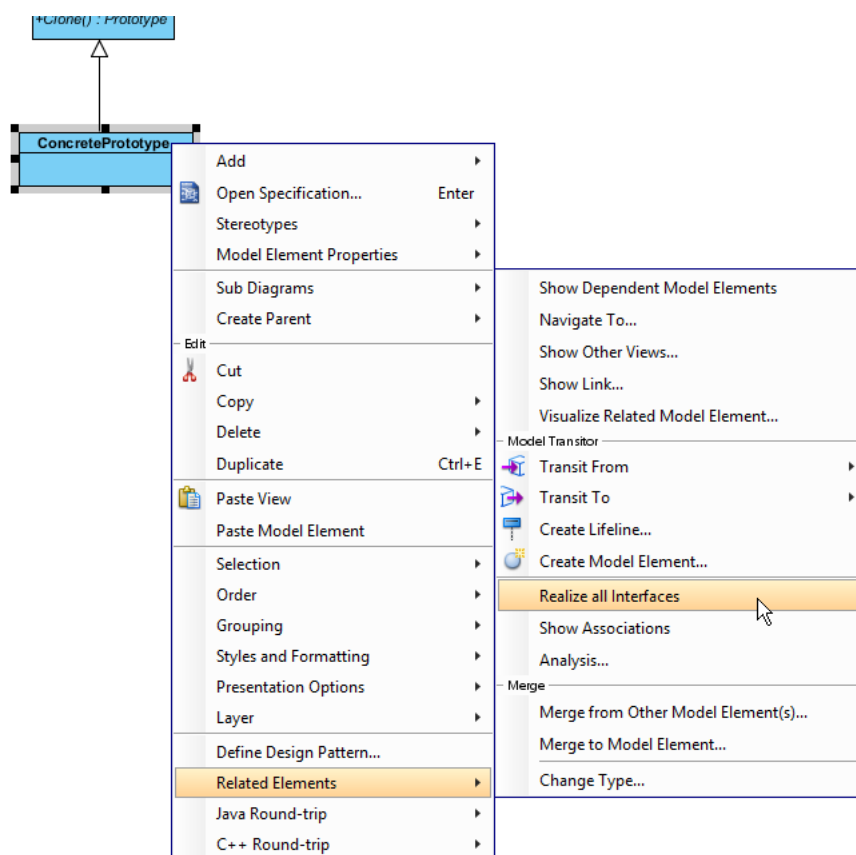 +Clone() : Prototype
ConcretePrototype
Add
Open Specification... Enter
Stereotypes
Model Element Properties
Sub Diagrams
Create Parent
Edit
Cut
Copy
Delete
Duplicate Ctrl+E
Paste View
Paste Model Element
Selection
Order
Grouping
Styles and Formatting
Presentation Options
Layer
Define Design Pattern...
Related Elements
Java Round-trip
C++ Round-trip
Show Dependent Model Elements
Navigate To...
Show Other Views...
Show Link...
Visualize Related Model Element...
Model Transitor
Transit From
Transit To
Create Lifeline...
Create Model Element...
Realize all Interfaces
Show Associations
Analysis...
Merge
Merge from Other Model Element(s)...
Merge to Model Element...
Change Type...